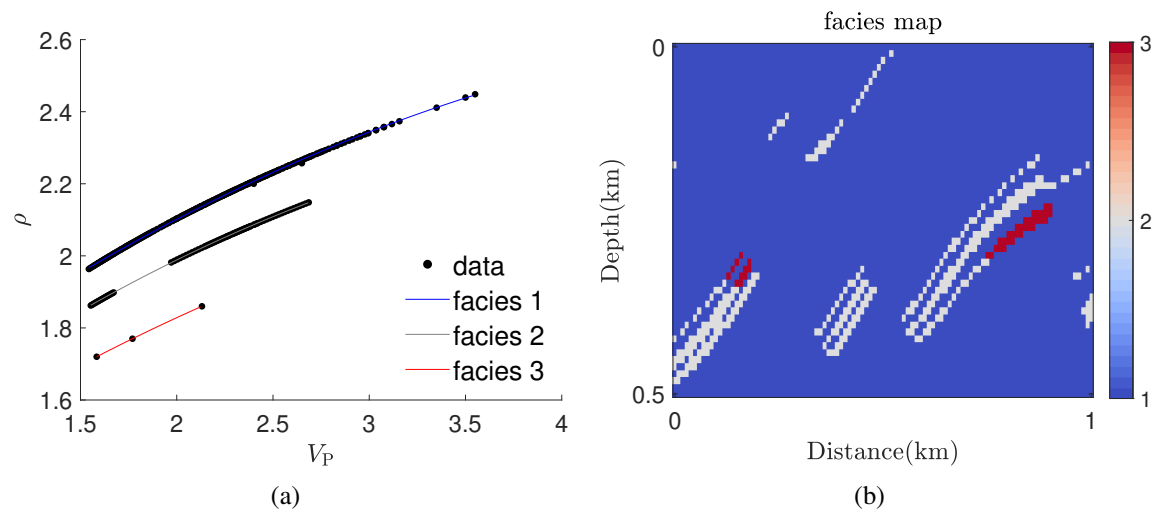 2.6
2.4
2.2
2
1.8
1.6
ρ
1.5
2
2.5
3
3.5
4
V_P
data
facies 1
facies 2
facies 3
(a)
facies map
0
0.5
Depth(km)
0
1
Distance(km)
3
2
1
(b)